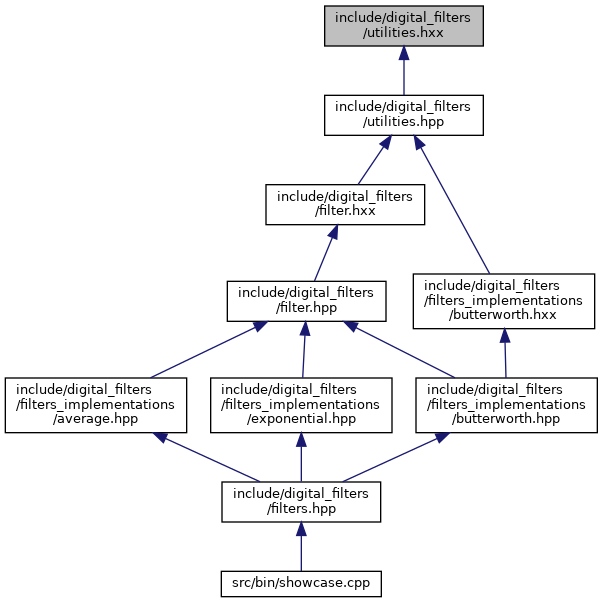 include/digital_filters
/utilities.hxx
include/digital_filters
/utilities.hpp
include/digital_filters
/filter.hxx
include/digital_filters
/filter.hpp
include/digital_filters
/filters_implementations
/butterworth.hxx
include/digital_filters
/filters_implementations
/average.hpp
include/digital_filters
/filters_implementations
/exponential.hpp
include/digital_filters
/filters_implementations
/butterworth.hpp
include/digital_filters
/filters.hpp
src/bin/showcase.cpp